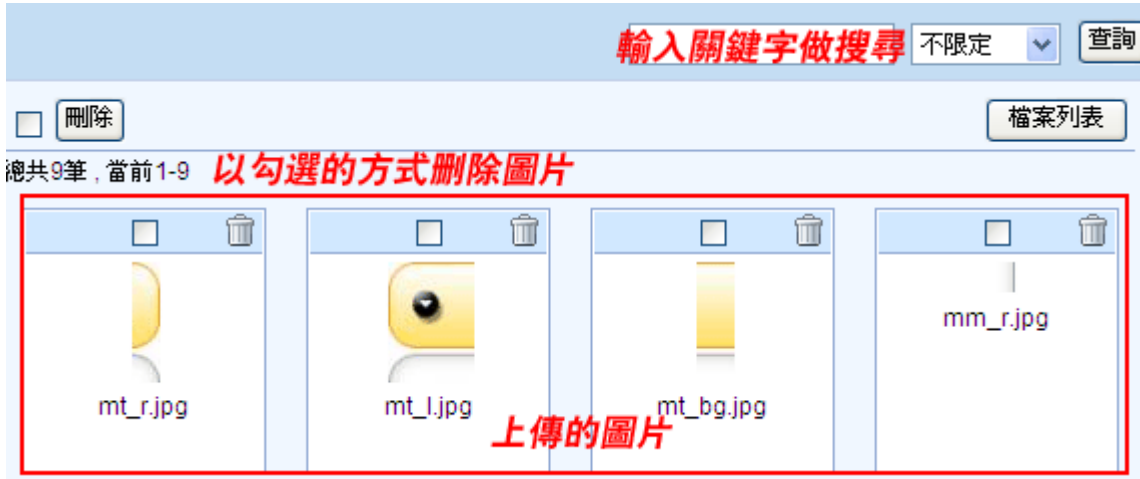 輸入關鍵字做搜尋 不限定 查詢
刪除 檔案列表
總共9筆 , 當前1-9 以勾選的方式刪除圖片
mm_r.jpg
mt_r.jpg mt_l.jpg mt_bg.jpg
上傳的圖片